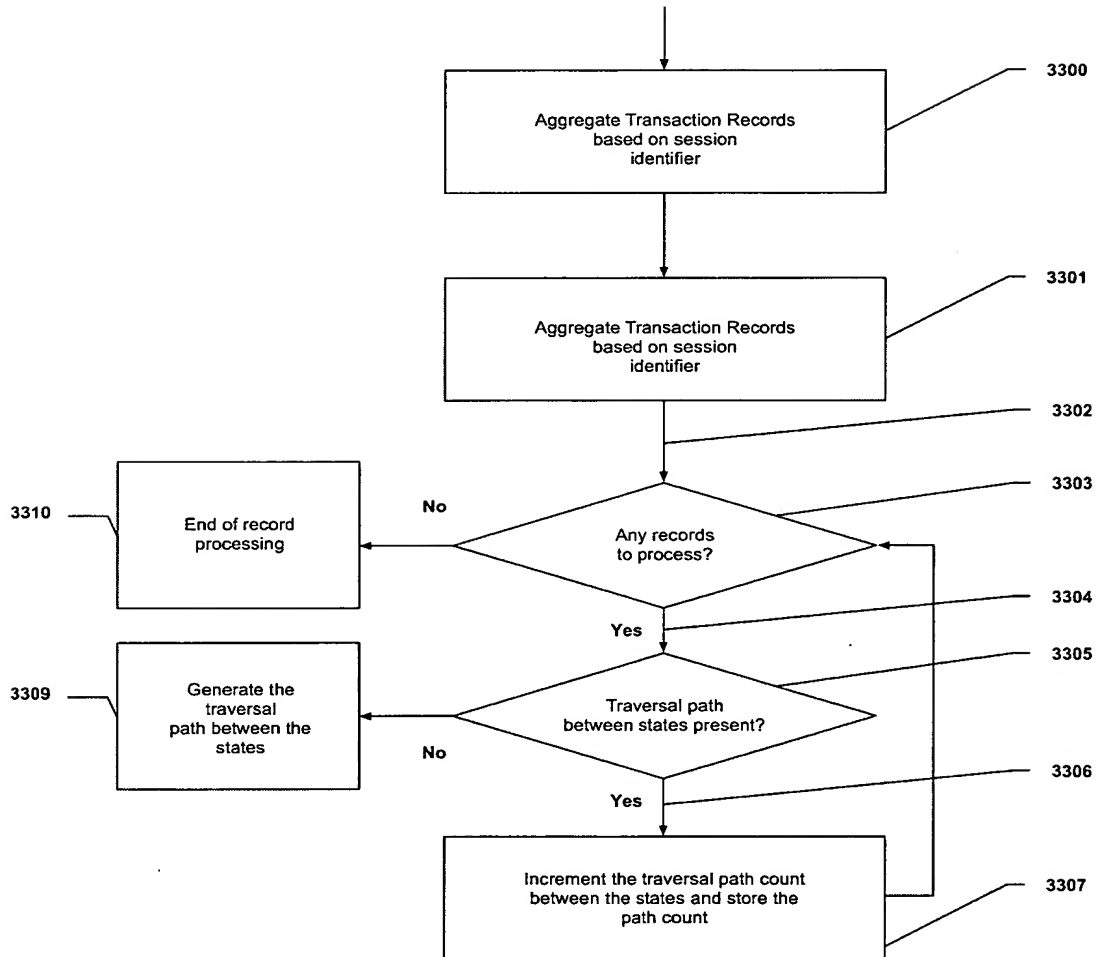 3300
Aggregate Transaction Records
based on session
identifier
3301
Aggregate Transaction Records
based on session
identifier
3302
3303
3310
End of record
processing
No
Any records
to process?
3304
Yes
3305
3309
Generate the
traversal
path between the
states
No
Traversal path
between states present?
3306
Yes
Increment the traversal path count
between the states and store the
path count
3307